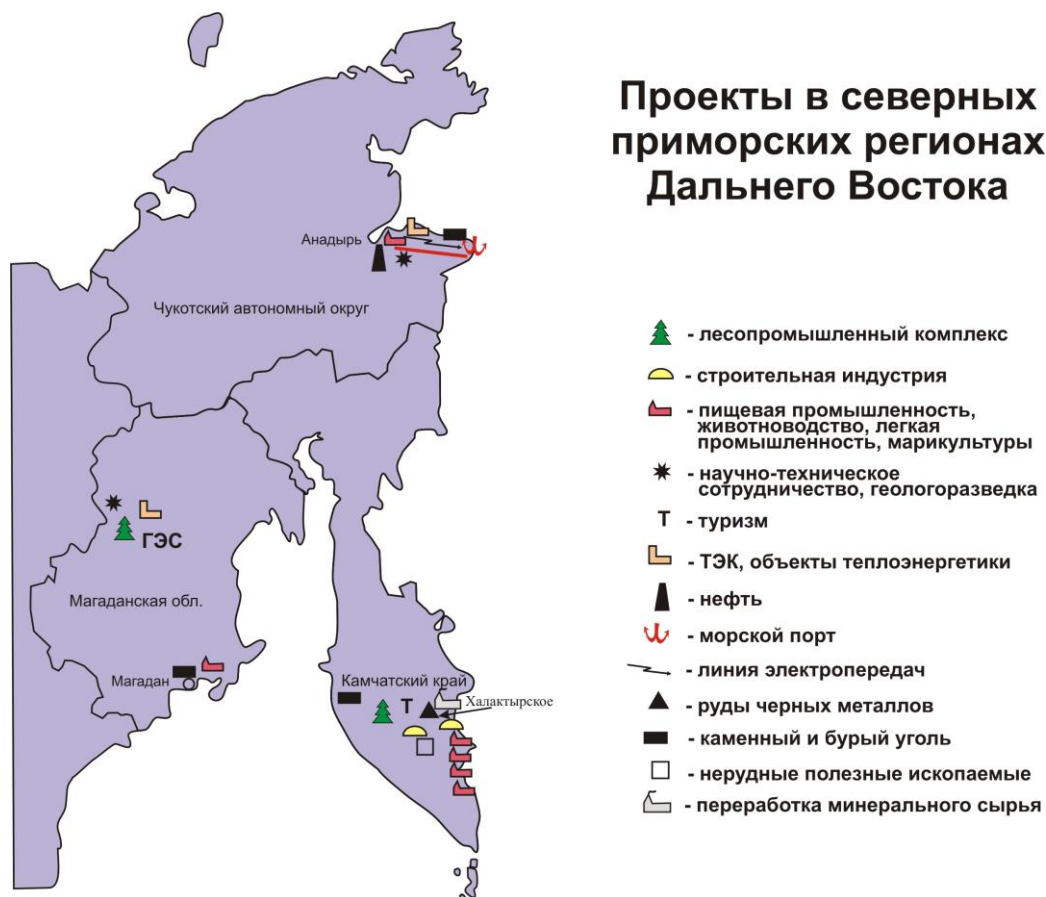 Проекты в северных
приморских регионах
Дальнего Востока
Анадырь
Чукотский автономный округ
ГЭС
Магаданская обл.
Магадан
Камчатский край
Т
Халактырское
- лесопромышленный комплекс
- строительная индустрия
- пищевая промышленность,
животноводство, легкая
промышленность, марикультуры
- научно-техническое
сотрудничество, геологоразведка
Т - туризм
- ТЭК, объекты теплоэнергетики
- нефть
- морской порт
- линия электропередач
- руды черных металлов
- каменный и бурый уголь
- нерудные полезные ископаемые
- переработка минерального сырья